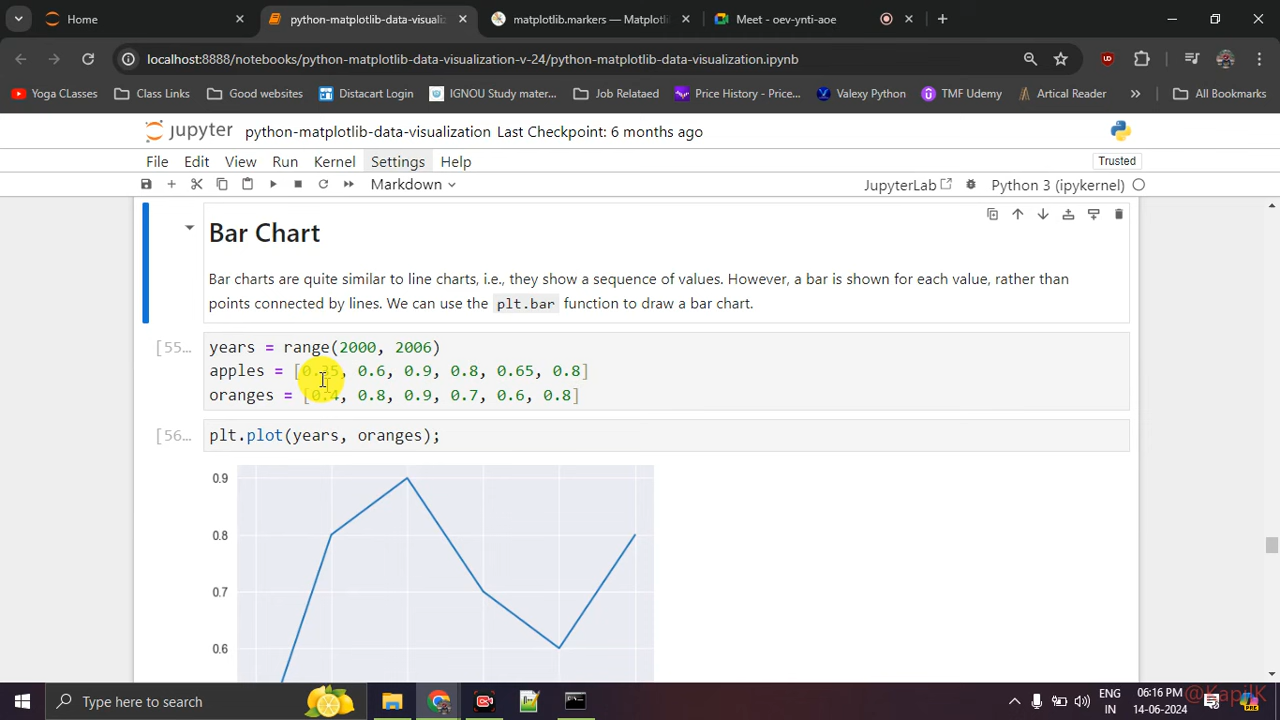 Home
python-matplotlib-data-visuali
matplotlib.markers — Matplotl
Meet - oev-ynti-aoe
localhost:8888/notebooks/python-matplotlib-data-visualization-v-24/python-matplotlib-data-visualization.ipynb
Yoga CLasses
Class Links
Good websites
Distacart Login
IGNOU Study mater...
Job Relataed
Price History - Price...
Valexy Python
TMF Udemy
Artical Reader
All Bookmarks
jupyter python-matplotlib-data-visualization Last Checkpoint: 6 months ago
File Edit View Run Kernel Settings Help
Trusted
Markdown
JupyterLab
Python 3 (ipykernel)
Bar Chart
Bar charts are quite similar to line charts, i.e., they show a sequence of values. However, a bar is shown for each value, rather than
points connected by lines. We can use the plt.bar function to draw a bar chart.
[55... years = range(2000, 2006)
apples = [0.35, 0.6, 0.9, 0.8, 0.65, 0.8]
oranges = [0.4, 0.8, 0.9, 0.7, 0.6, 0.8]
[56... plt.plot(years, oranges);
0.9
0.8
0.7
0.6
Type here to search
ENG
IN
06:16 PM
14-06-2024
@KapilK
PRE